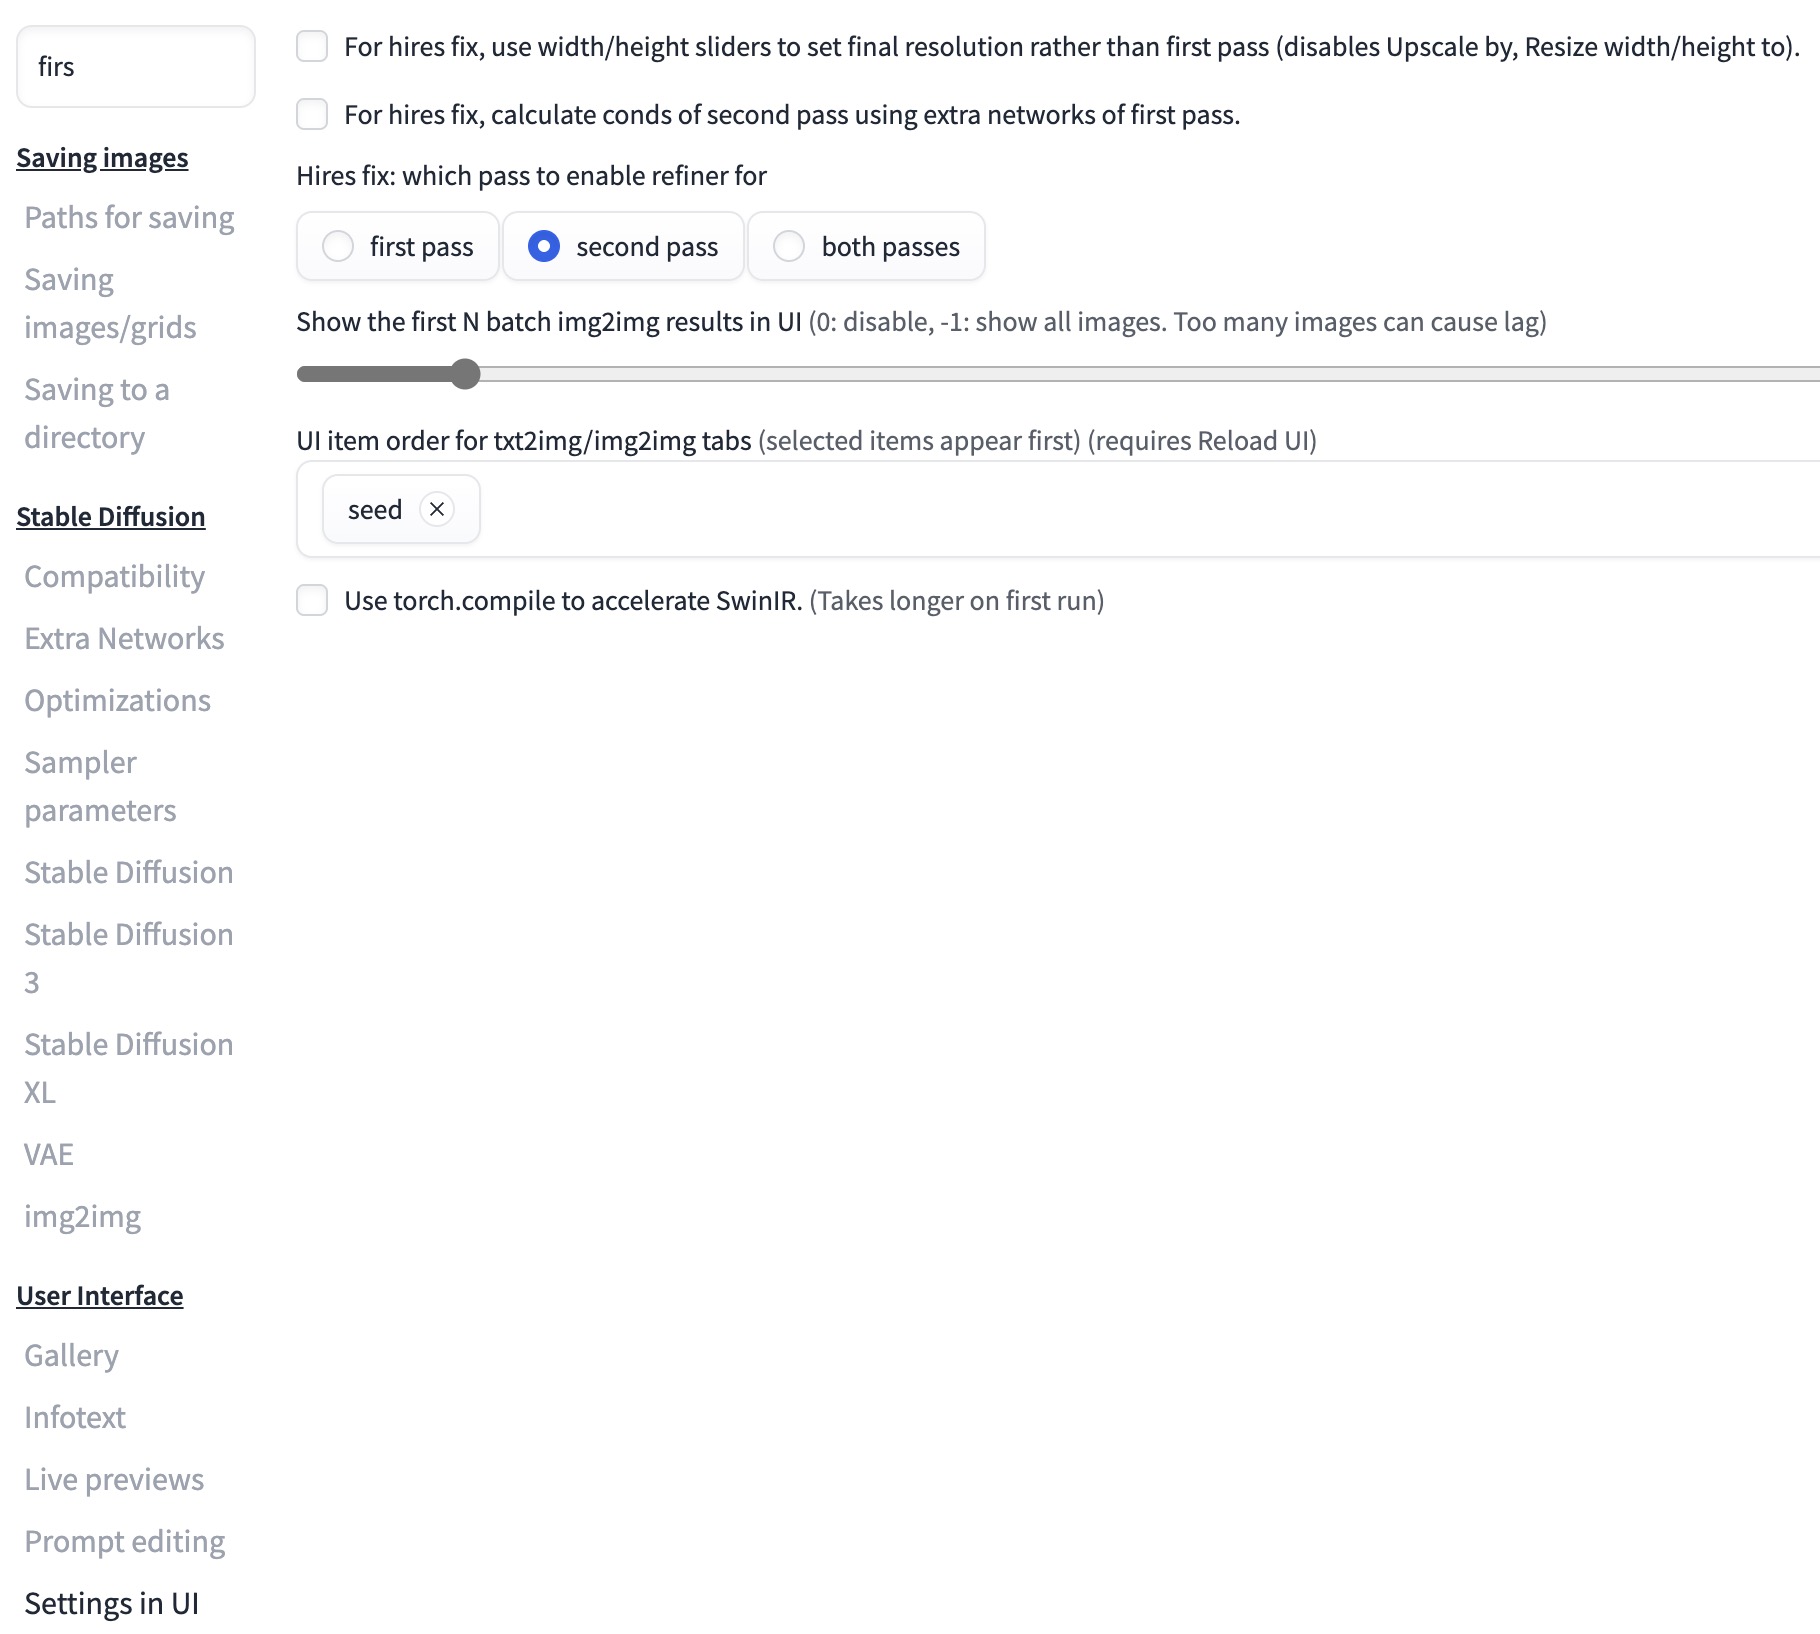 firs
Saving images
Paths for saving
Saving
images/grids
Saving to a
directory
Stable Diffusion
Compatibility
Extra Networks
Optimizations
Sampler
parameters
Stable Diffusion
Stable Diffusion
3
Stable Diffusion
XL
VAE
img2img
User Interface
Gallery
Infotext
Live previews
Prompt editing
Settings in UI
For hires fix, use width/height sliders to set final resolution rather than first pass (disables Upscale by, Resize width/height to).
For hires fix, calculate conds of second pass using extra networks of first pass.
Hires fix: which pass to enable refiner for
first pass second pass both passes
Show the first N batch img2img results in UI (0: disable, -1: show all images. Too many images can cause lag)
UI item order for txt2img/img2img tabs (selected items appear first) (requires Reload UI)
seed
Use torch.compile to accelerate SwinIR. (Takes longer on first run)